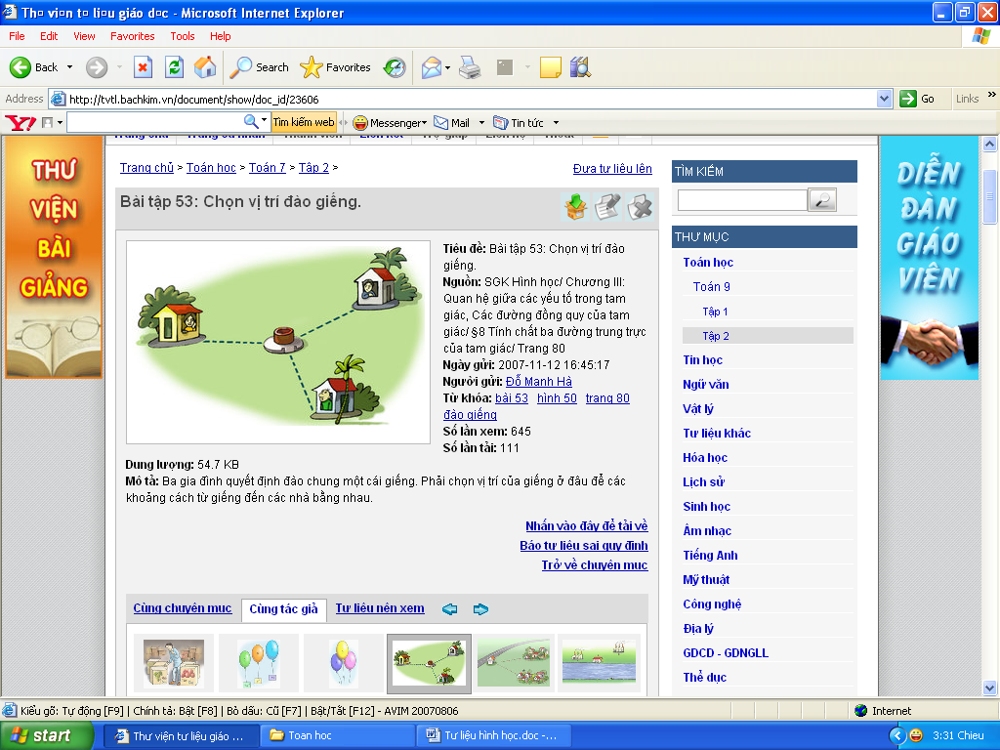 Thƣ viện tƣ liệu giáo dục - Microsoft Internet Explorer
File Edit View Favorites Tools Help
Back Search Favorites
Address http://tvtl.bachkim.vn/document/show/doc_id/23606 Go Links »
Y! Tìm kiếm web Messenger Mail Tin tức
THƯ
VIỆN
BÀI
GIẢNG
Trang chủ > Toán học > Toán 7 > Tập 2 > Đưa tư liệu lên
Bài tập 53: Chọn vị trí đào giếng.
Tiêu đề: Bài tập 53: Chọn vị trí đào
giếng.
Nguồn: SGK Hình học/ Chương III:
Quan hệ giữa các yếu tố trong tam
giác, Các đường đồng quy của tam
giác/ §8 Tính chất ba đường trung trực
của tam giác/ Trang 80
Ngày gửi: 2007-11-12 16:45:17
Người gửi: Đỗ Mạnh Hà
Từ khóa: bài 53 hình 50 trang 80
đào giếng
Số lần xem: 645
Số lần tải: 111
Dung lượng: 54.7 KB
Mô tả: Ba gia đình quyết định đào chung một cái giếng. Phải chọn vị trí của giếng ở đâu để các
khoảng cách từ giếng đến các nhà bằng nhau.
Nhấn vào đây để tải về
Báo tư liệu sai quy định
Trở về chuyên mục
Cùng chuyên mục Cùng tác giả Tư liệu nên xem
TÌM KIẾM
THƯ MỤC
Toán học
Toán 9
Tập 1
Tập 2
Tin học
Ngữ văn
Vật lý
Tư liệu khác
Hóa học
Lịch sử
Sinh học
Âm nhạc
Tiếng Anh
Mỹ thuật
Công nghệ
Địa lý
GDCD - GDNGLL
Thể dục
DIỄN
ĐÀN
GIÁO
VIÊN
Kiểu gõ: Tự động [F9] | Chính tả: Bật [F8] | Bỏ dấu: Cũ [F7] | Bật/Tắt [F12] - AVIM 20070806 Internet
start Thư viện tư liệu giáo ... Toan hoc Tư liệu hình học.doc -... 3:31 Chieu